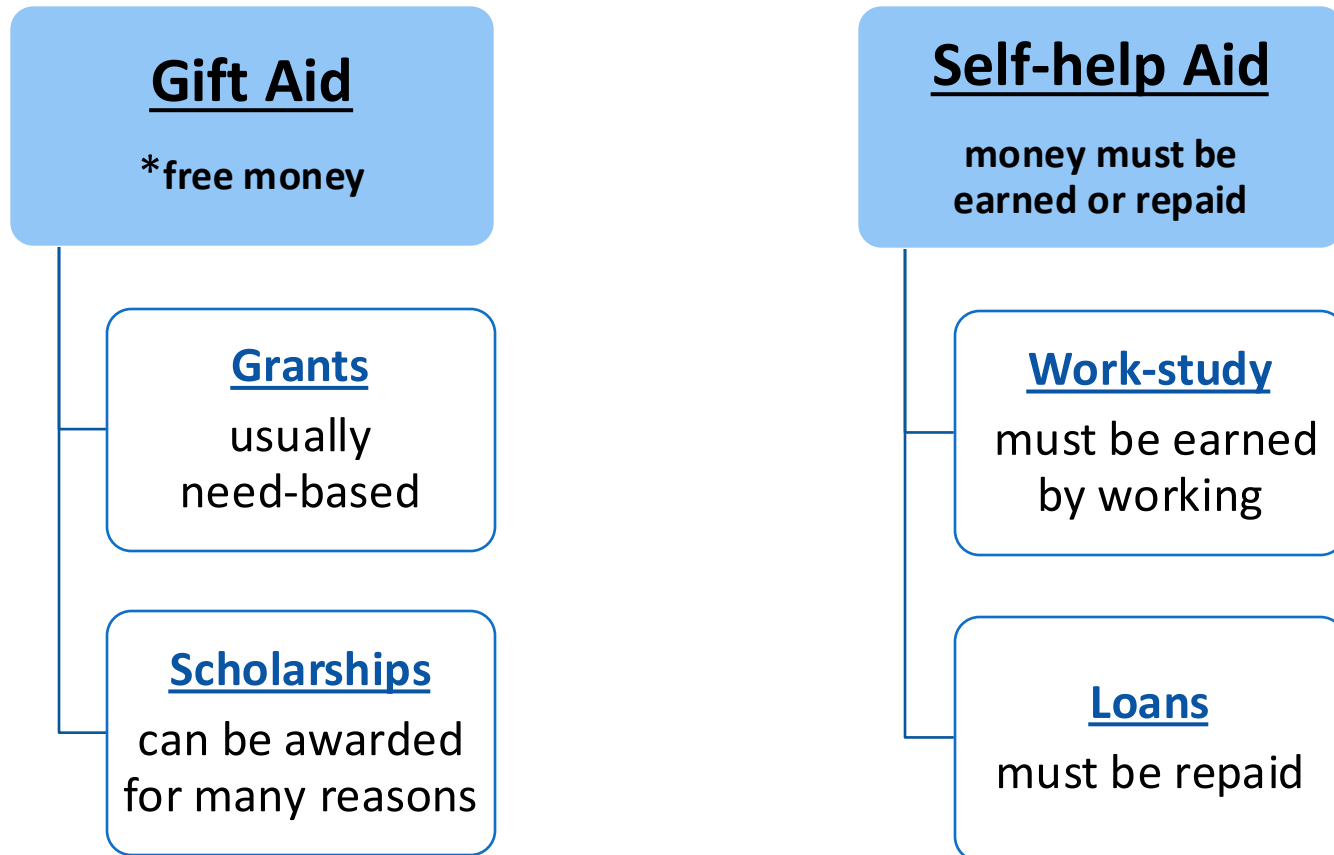 Gift Aid
*free money
Grants
usually
need-based
Scholarships
can be awarded
for many reasons
Self-help Aid
money must be
earned or repaid
Work-study
must be earned
by working
Loans
must be repaid